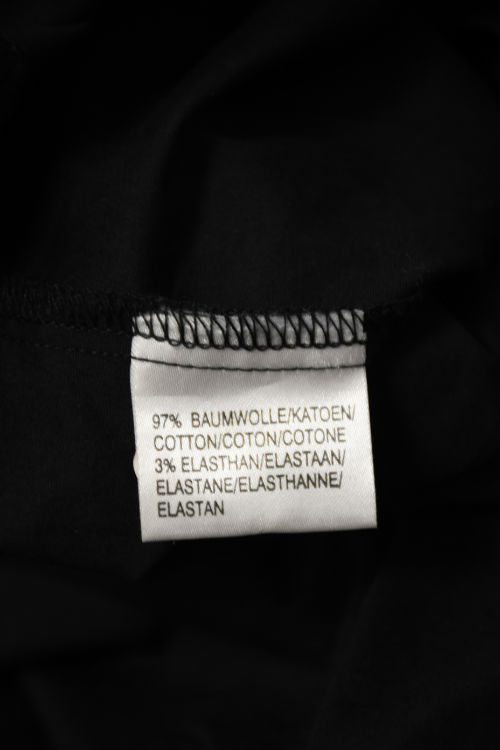 97% BAUMWOLLE/KATOEN/
COTTON/COTON/COTONE
3% ELASTHAN/ELASTAAN/
ELASTANE/ELASTHANNE/
ELASTAN